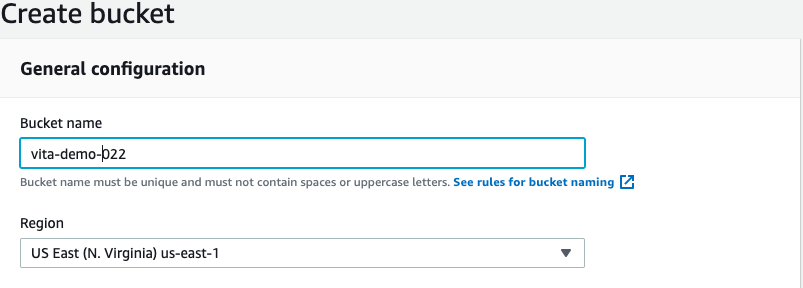 Create bucket
General configuration
Bucket name
vita-demo-022
Bucket name must be unique and must not contain spaces or uppercase letters. See rules for bucket naming
Region
US East (N. Virginia) us-east-1